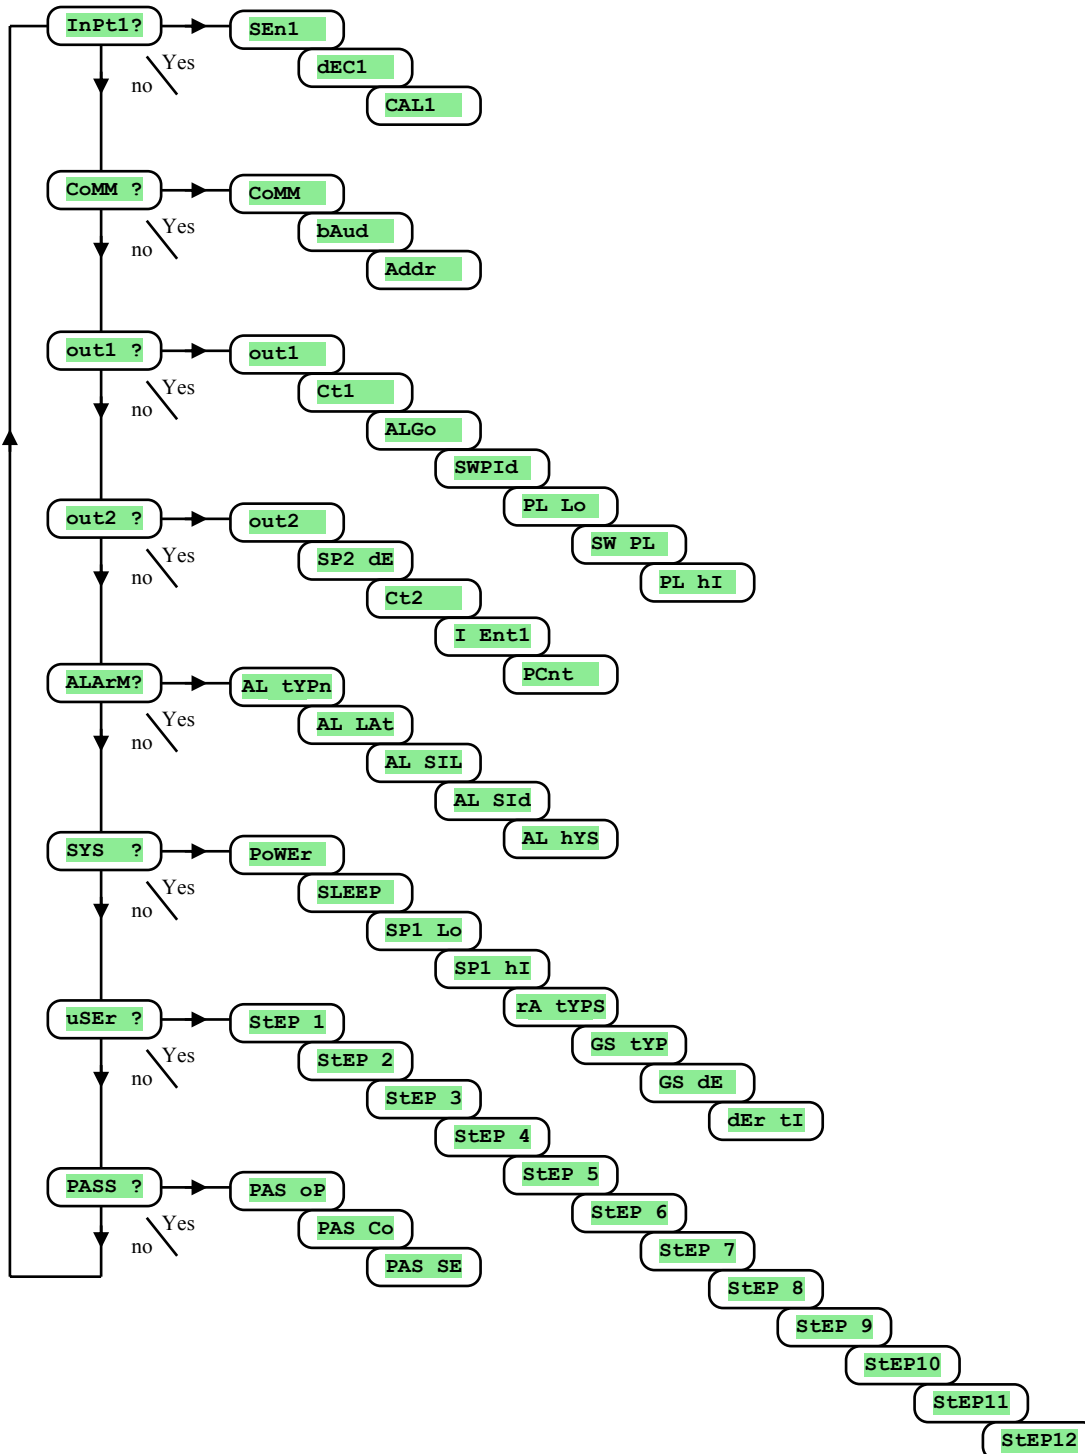 InPt1?
SEn1
Yes
no
dEC1
CAL1
CoMM ?
CoMM
Yes
no
bAud
Addr
out1 ?
out1
Yes
no
Ct1
ALGo
SWPId
PL Lo
SW PL
PL hI
out2 ?
out2
Yes
no
SP2 dE
Ct2
I Ent1
PCnt
ALArM?
AL tYPn
Yes
no
AL LAt
AL SIL
AL SId
AL hYS
SYS ?
PoWEr
Yes
no
SLEEP
SP1 Lo
SP1 hI
rA tYPS
GS tYP
GS dE
dEr tI
uSEr ?
StEP 1
Yes
no
StEP 2
StEP 3
StEP 4
StEP 5
StEP 6
StEP 7
StEP 8
StEP 9
StEP10
StEP11
StEP12
PASS ?
PAS oP
Yes
no
PAS Co
PAS SE